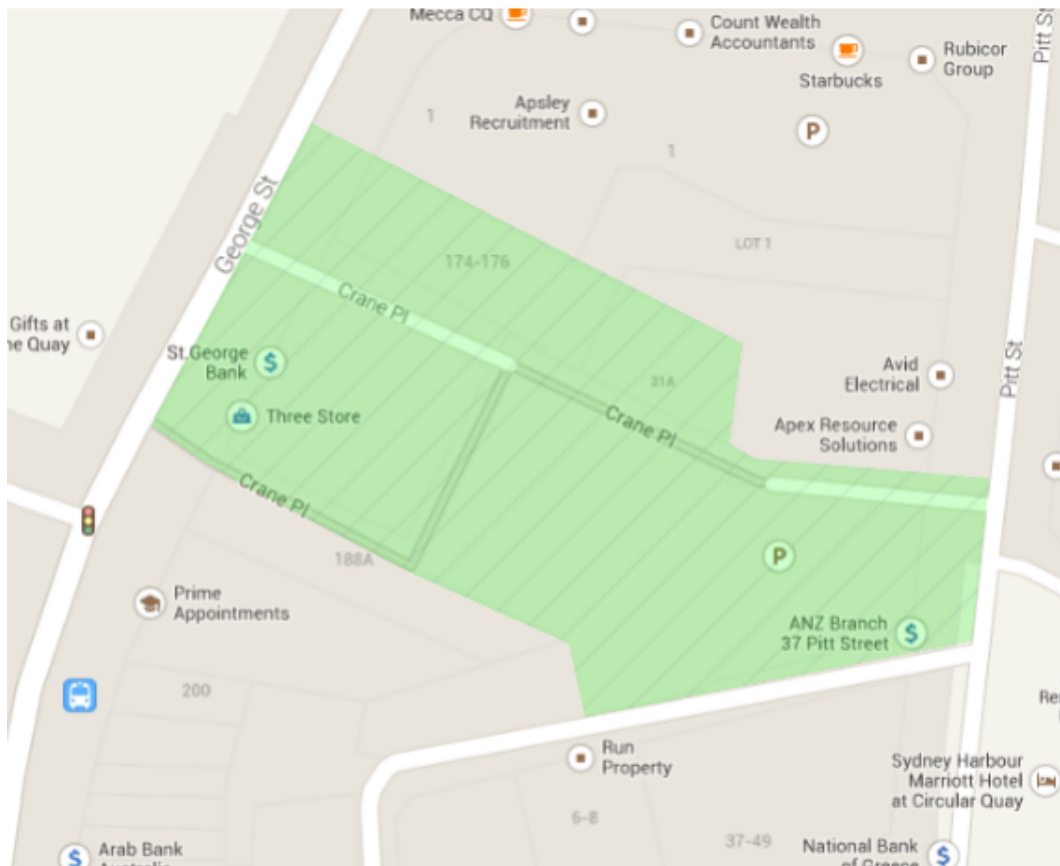 Mecca CQ
Count Wealth
Accountants
Starbucks
Rubicor
Group
Pitt St
Apsley
Recruitment
P
1
1
George St
LOT 1
174-176
Crane Pl
Gifts at
ne Quay
St.George
Bank
$
Three Store
31A
Crane Pl
Avid
Electrical
Pitt St
Apex Resource
Solutions
Crane Pl
188A
P
Prime
Appointments
ANZ Branch
37 Pitt Street
$
200
Run
Property
Sydney Harbour
Marriott Hotel
at Circular Quay
6-8
37-49
Arab Bank
$
National Bank
of Greece
$